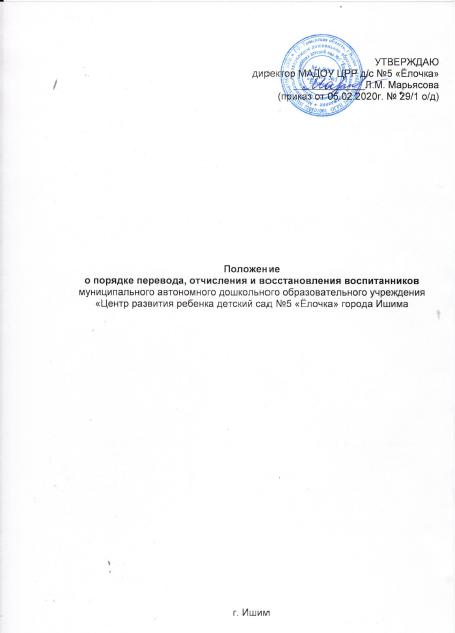 УТВЕРЖДАЮ
директор МАДОУ ЦРР д/с №5 «Ёлочка»
Л.М. Марьясова
(приказ от 05.02.2020г. № 29/1 о/д)
Положение
о порядке перевода, отчисления и восстановления воспитанников
муниципального автономного дошкольного образовательного учреждения
«Центр развития ребенка детский сад №5 «Ёлочка» города Ишима
г. Ишим